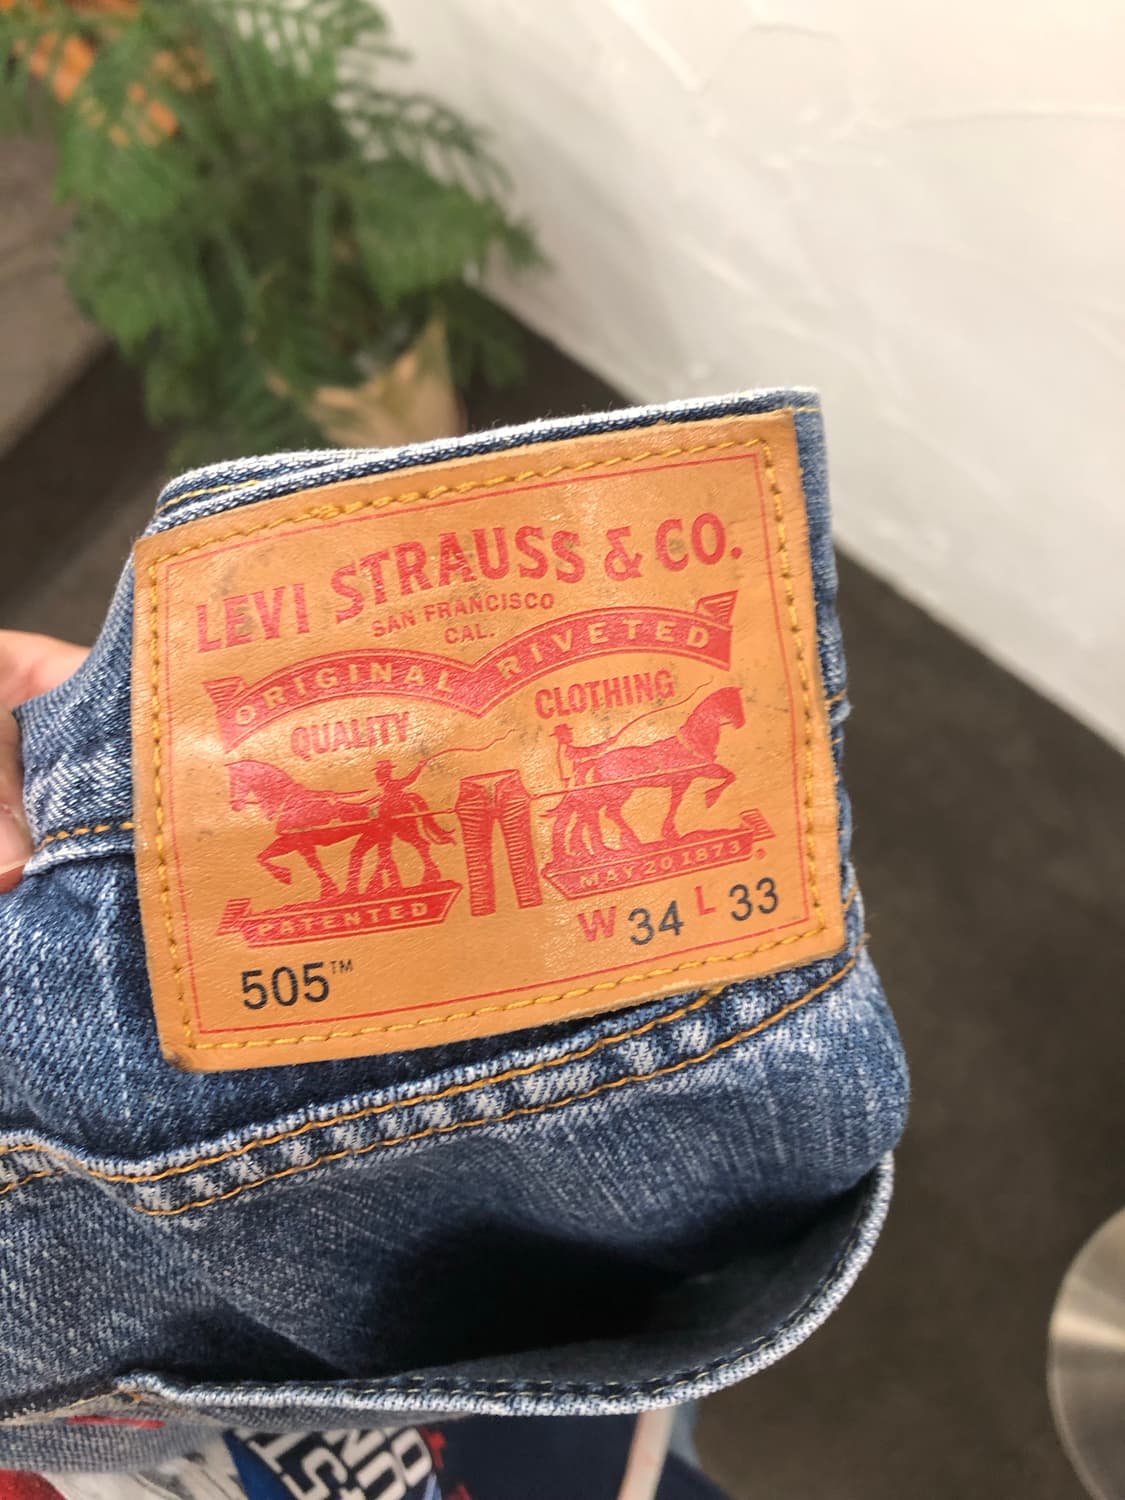 LEVI STRAUSS & CO.
SAN FRANCISCO
CAL.
ORIGINAL RIVETED
QUALITY CLOTHING
PATENTED MAY 20 1873 ®
505™ W 34 L 33